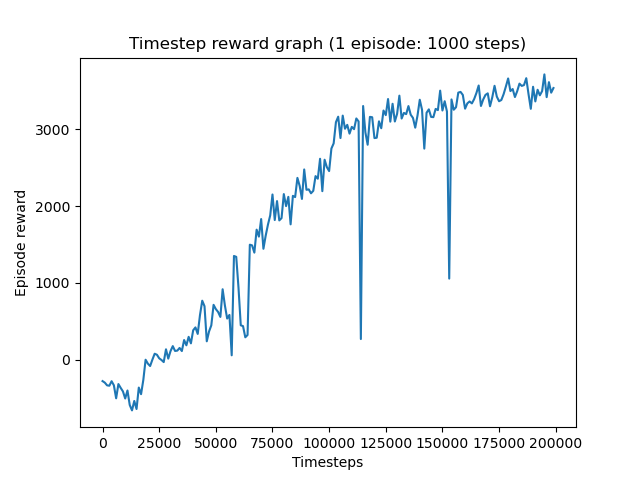 Timestep reward graph (1 episode: 1000 steps)
Episode reward
3000
2000
1000
0
0 25000 50000 75000 100000 125000 150000 175000 200000
Timesteps